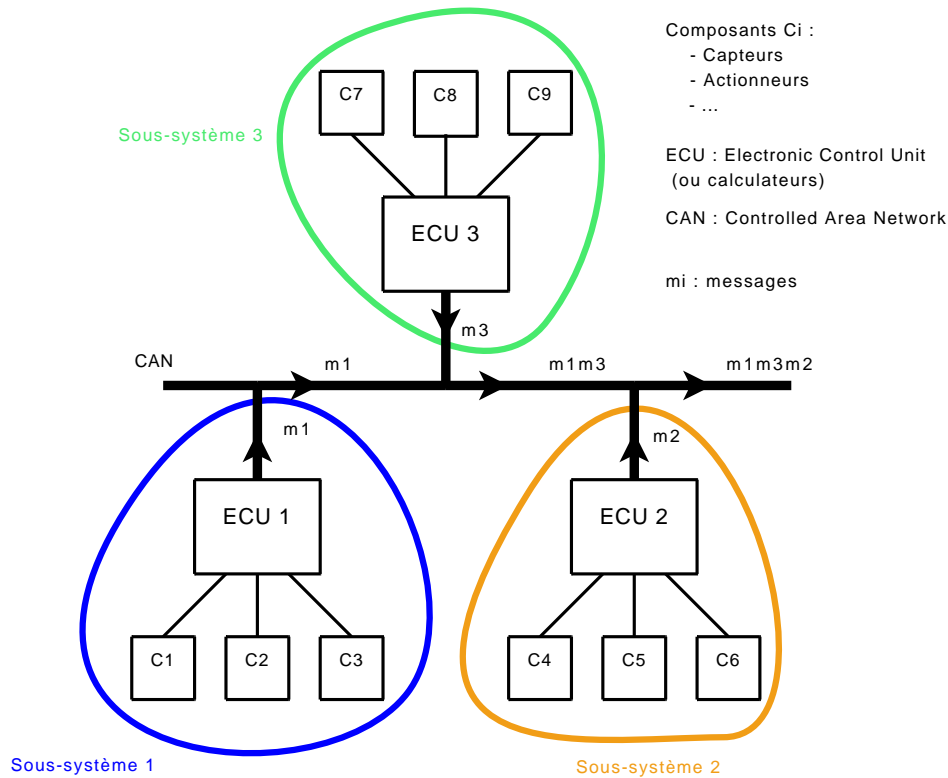 Composants Ci :
- Capteurs
- Actionneurs
- ...
C7
C8
C9
Sous-système 3
ECU : Electronic Control Unit
(ou calculateurs)
ECU 3
CAN : Controlled Area Network
mi : messages
m3
CAN
m1
m1m3
m1m3m2
m1
m2
ECU 1
ECU 2
C1
C2
C3
C4
C5
C6
Sous-système 1
Sous-système 2